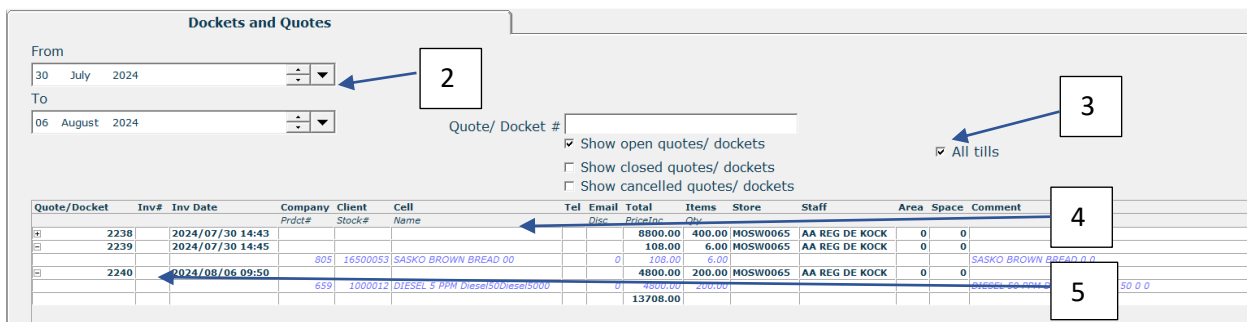 Dockets and Quotes
From
30 July 2024
2
To
3
06 August 2024
Quote/ Docket #
Show open quotes/ dockets
All tills
Show closed quotes/ dockets
Show cancelled quotes/ dockets
Quote/Docket Inv# Inv Date Company Client Cell Tel Email Total Items Store Staff Area Space Comment
Prdct# Stock# Name Disc PriceInc Qty
4
2238 2024/07/30 14:43 8800.00 400.00 MOSW0065 AA REG DE KOCK 0 0
2239 2024/07/30 14:45 108.00 6.00 MOSW0065 AA REG DE KOCK 0 0
805 16500053 SASKO BROWN BREAD 00 0 108.00 6.00 SASKO BROWN BREAD 0 0
2240 2024/08/06 09:50 4800.00 200.00 MOSW0065 AA REG DE KOCK 0 0
659 1000012 DIESEL 5 PPM Diesel50Diesel5000 0 4800.00 200.00 DIESEL 50 PPM 50 0 0
5
13708.00